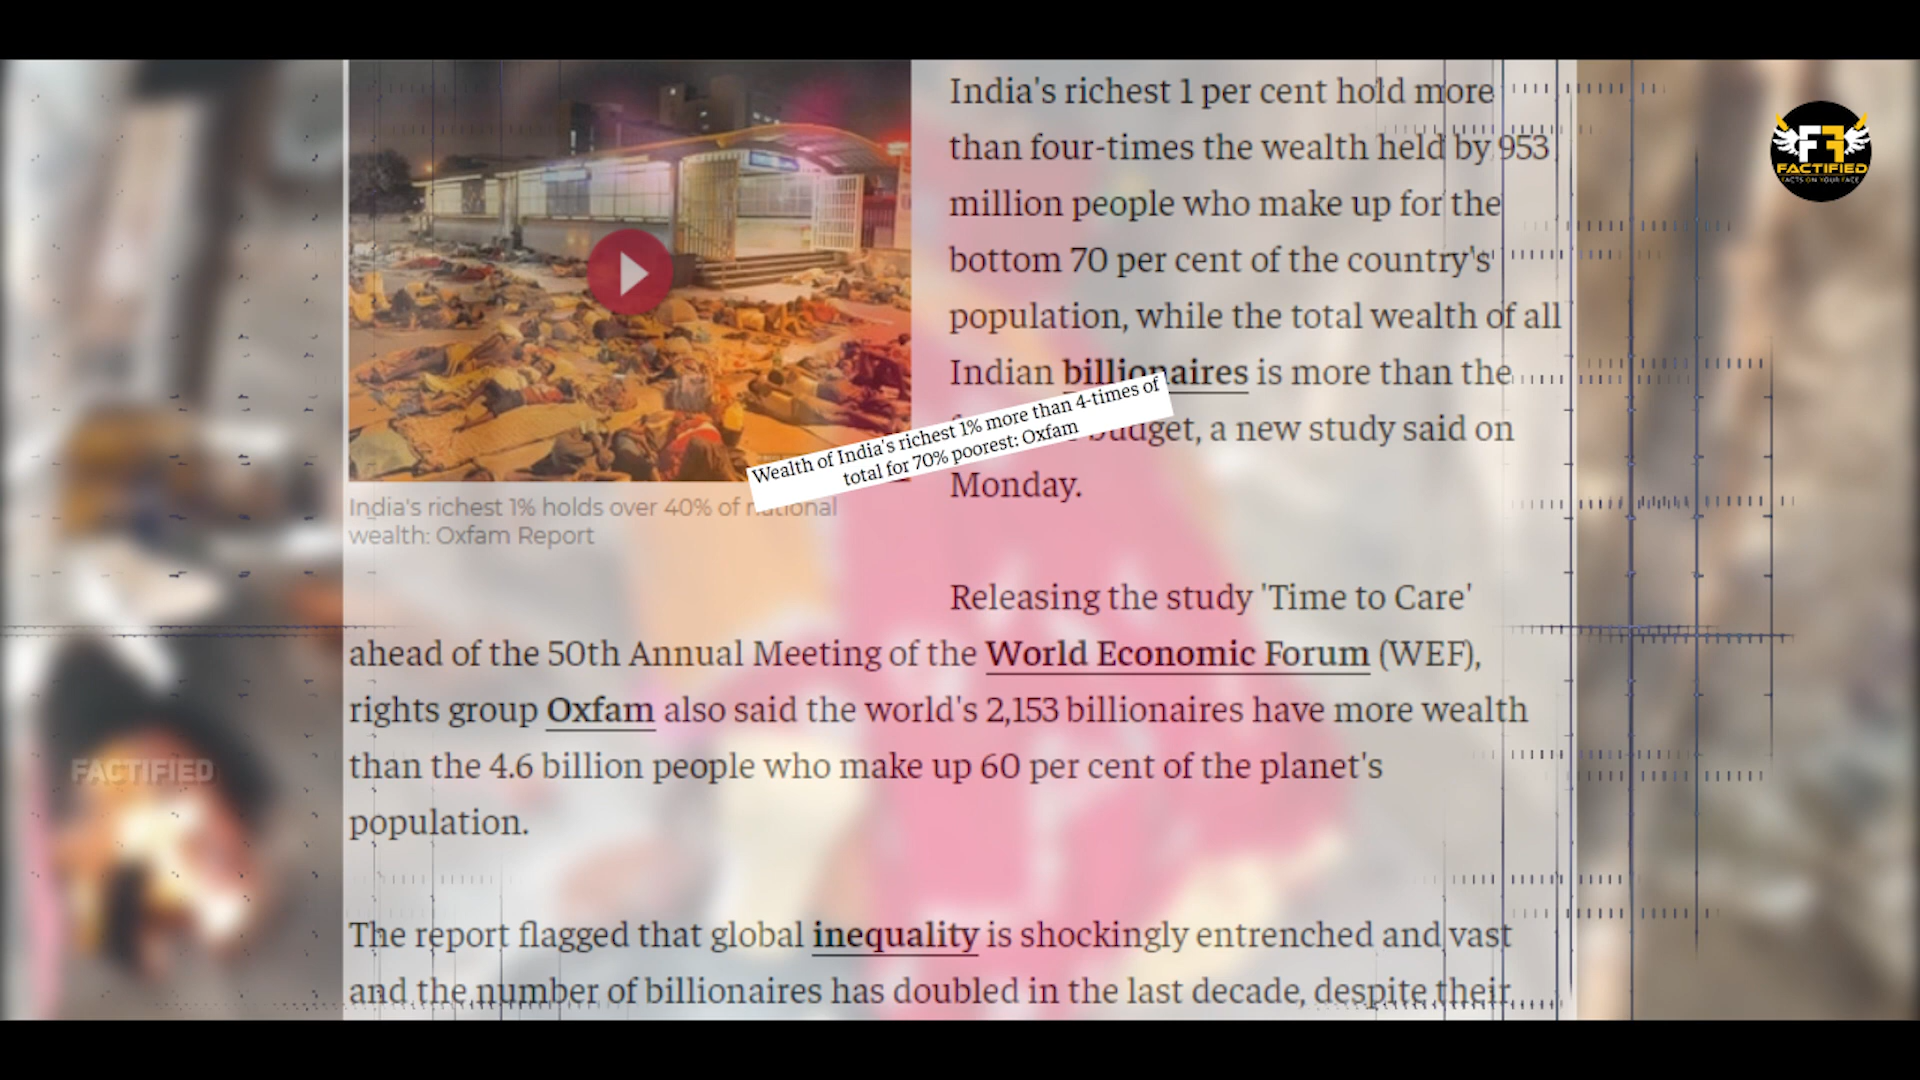 India's richest 1 per cent hold more
than four-times the wealth held by 953
million people who make up for the
bottom 70 per cent of the country's
population, while the total wealth of all
Indian billionaires is more than the
budget, a new study said on
Monday.
Wealth of India's richest 1% more than 4-times of
total for 70% poorest: Oxfam
India's richest 1% holds over 40% of national
wealth: Oxfam Report
Releasing the study 'Time to Care'
ahead of the 50th Annual Meeting of the World Economic Forum (WEF),
rights group Oxfam also said the world's 2,153 billionaires have more wealth
than the 4.6 billion people who make up 60 per cent of the planet's
population.
The report flagged that global inequality is shockingly entrenched and vast
and the number of billionaires has doubled in the last decade, despite their
FF
FACTIFIED
FACTS ON YOUR FACE
FACTIFIED